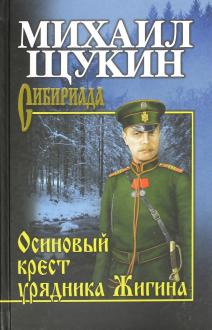 МИХАИЛ
ЩУКИН
Сибириада
Осиновый
крест
урядника Жигина